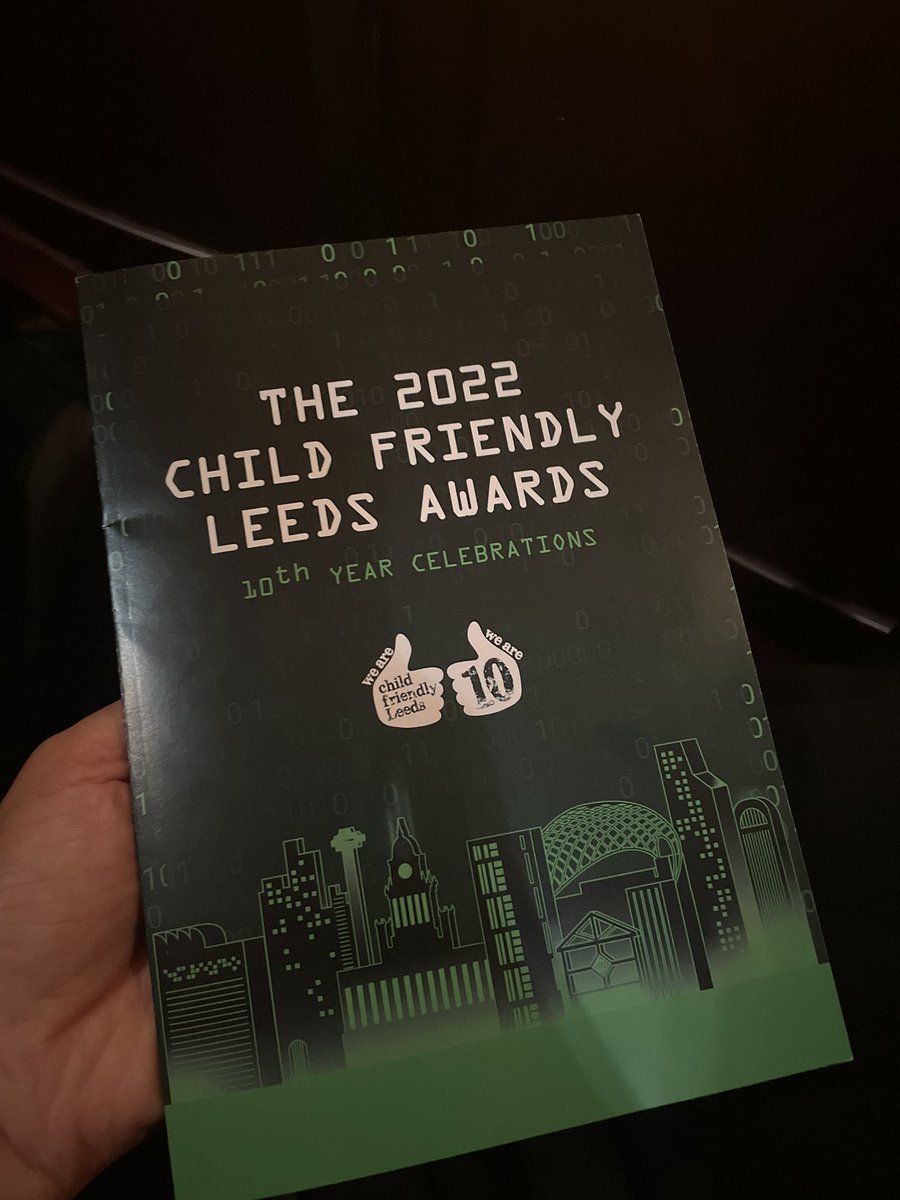 THE 2022
CHILD FRIENDLY
LEEDS AWARDS
10th YEAR CELEBRATIONS
we are
child
friendly
Leeds
we are
10